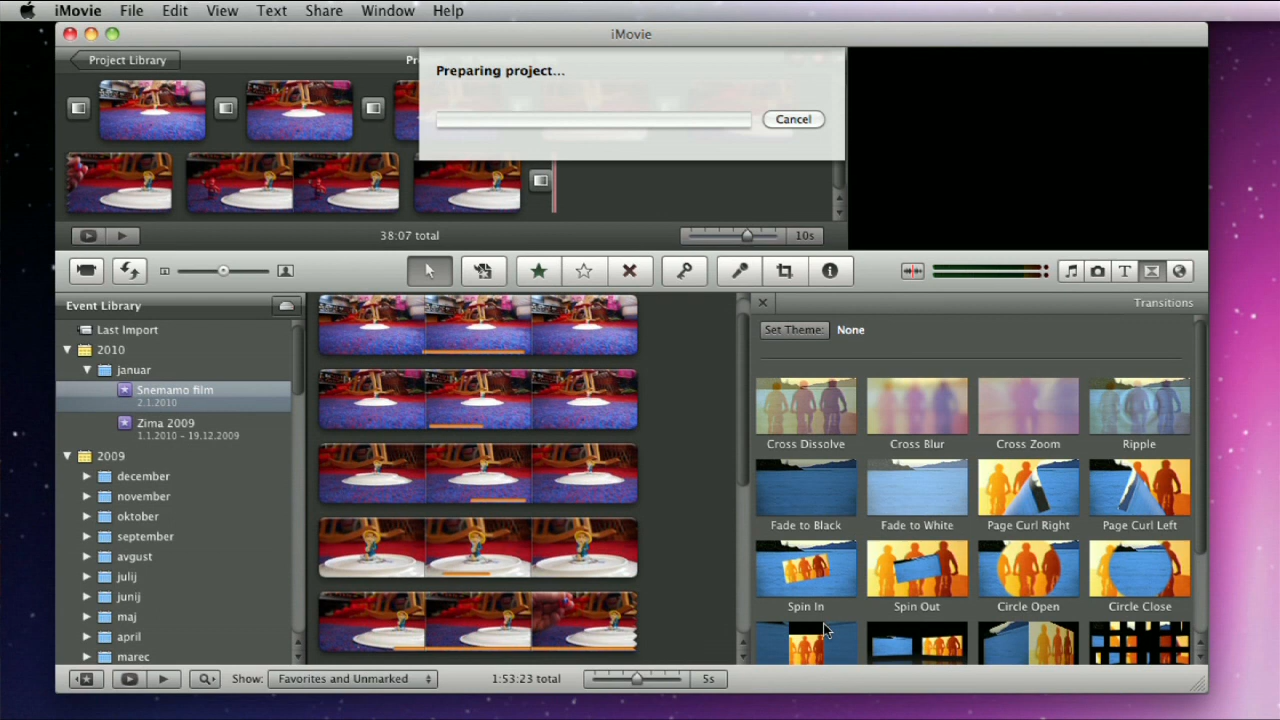 iMovie File Edit View Text Share Window Help
iMovie
Project Library
Pr
Preparing project...
Cancel
38:07 total
10s
Event Library
Last Import
2010
januar
Snemamo film
2.1.2010
Zima 2009
1.1.2010 – 19.12.2009
2009
december
november
oktober
september
avgust
julij
junij
maj
april
marec
Transitions
Set Theme: None
Cross Dissolve Cross Blur Cross Zoom Ripple
Fade to Black Fade to White Page Curl Right Page Curl Left
Spin In Spin Out Circle Open Circle Close
Show: Favorites and Unmarked
1:53:23 total
5s